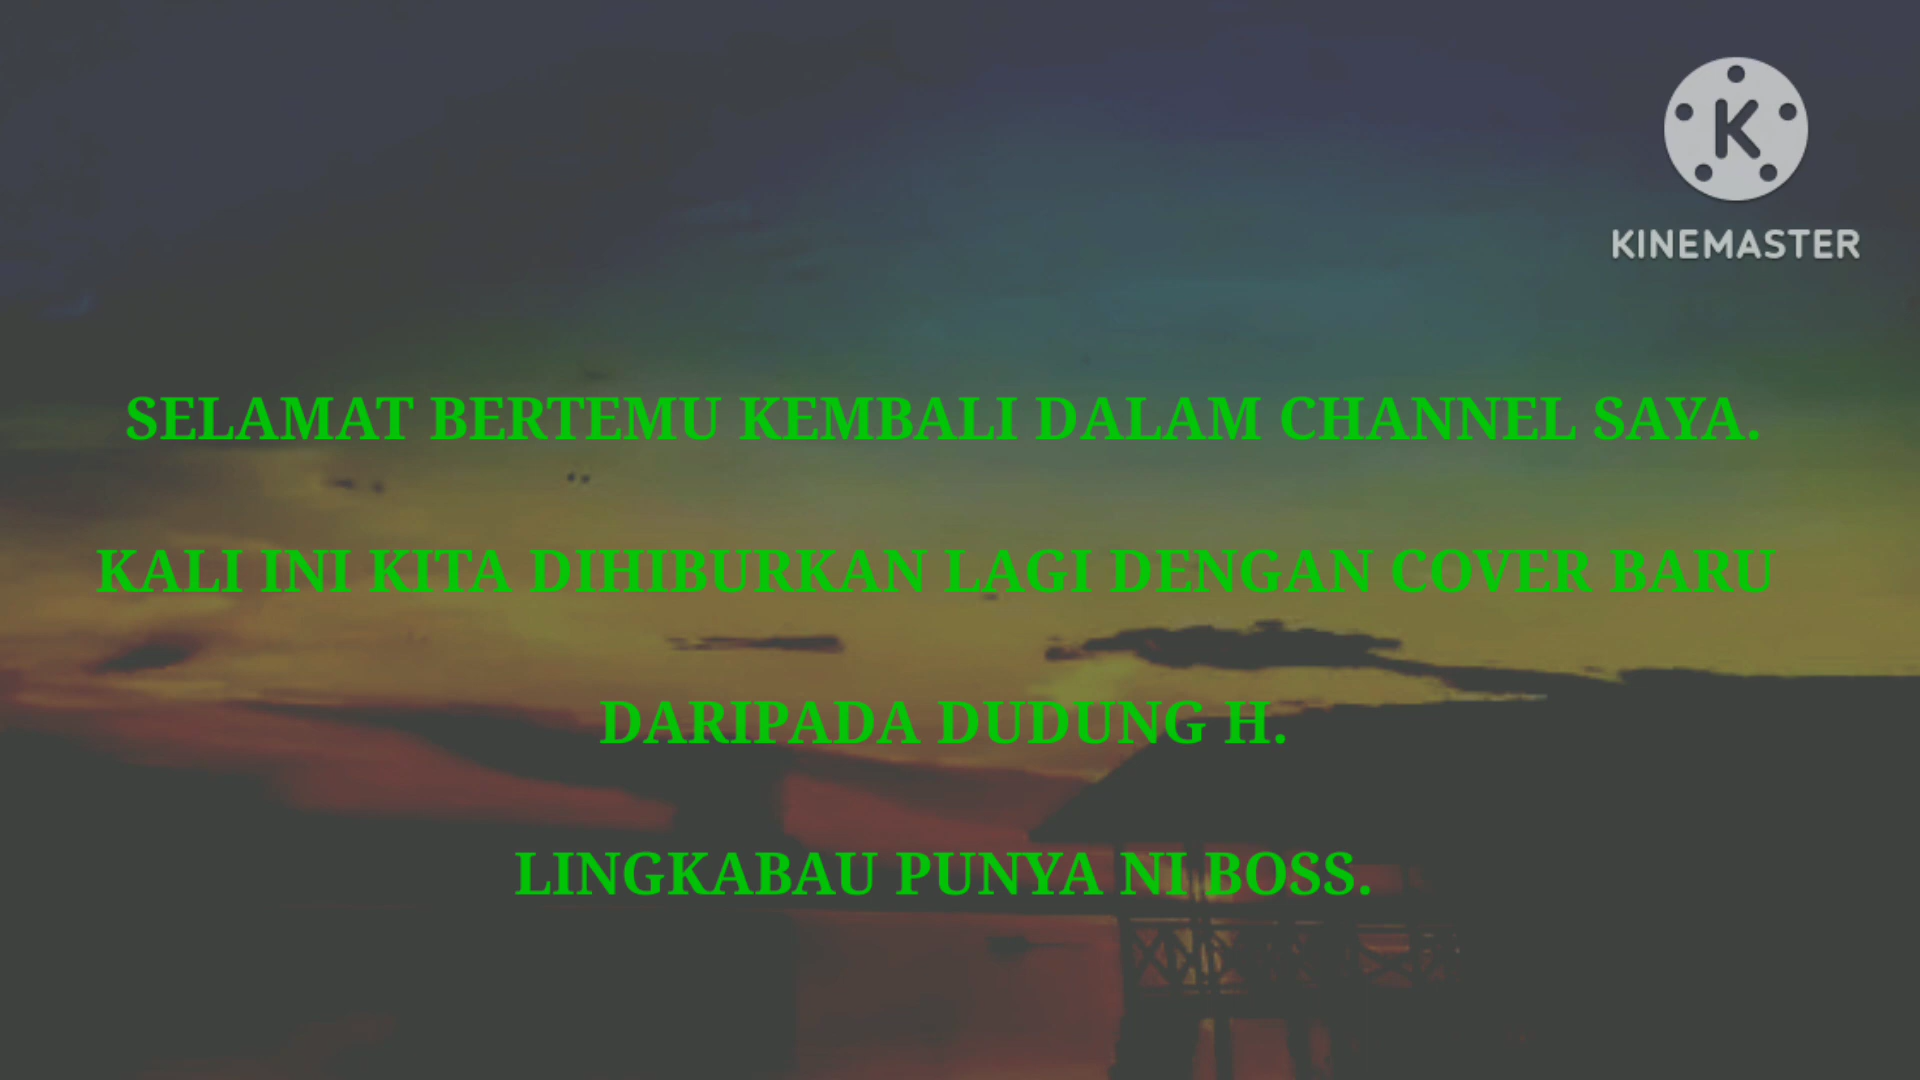 K
KINEMASTER
SELAMAT BERTEMU KEMBALI DALAM CHANNEL SAYA.
KALI INI KITA DIHIBURKAN LAGI DENGAN COVER BARU
DARIPADA DUDUNG H.
LINGKABAU PUNYA NI BOSS.